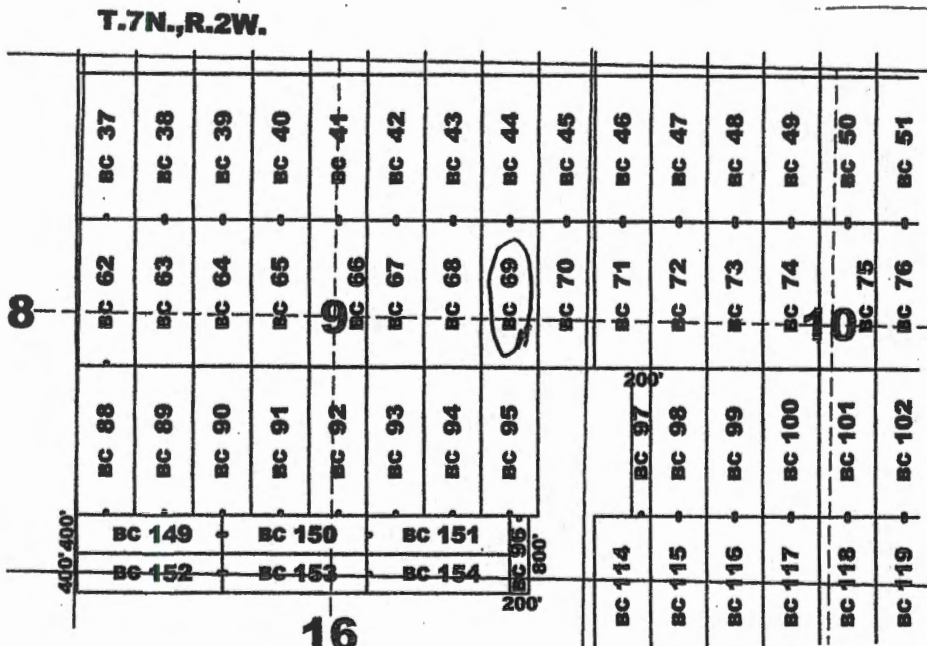 T.7N.,R.2W.
BC 37
BC 38
BC 39
BC 40
BC 41
BC 42
BC 43
BC 44
BC 45
BC 46
BC 47
BC 48
BC 49
BC 50
BC 51
BC 62
BC 63
BC 64
BC 65
BC 66
BC 67
BC 68
BC 69
BC 70
BC 71
BC 72
BC 73
BC 74
BC 75
BC 76
8
9
10
200'
BC 88
BC 89
BC 90
BC 91
BC 92
BC 93
BC 94
BC 95
BC 97
BC 98
BC 99
BC 100
BC 101
BC 102
400'
BC 149
BC 150
BC 151
BC 96
800'
400'
BC 152
BC 153
BC 154
200'
BC 114
BC 115
BC 116
BC 117
BC 118
BC 119
16